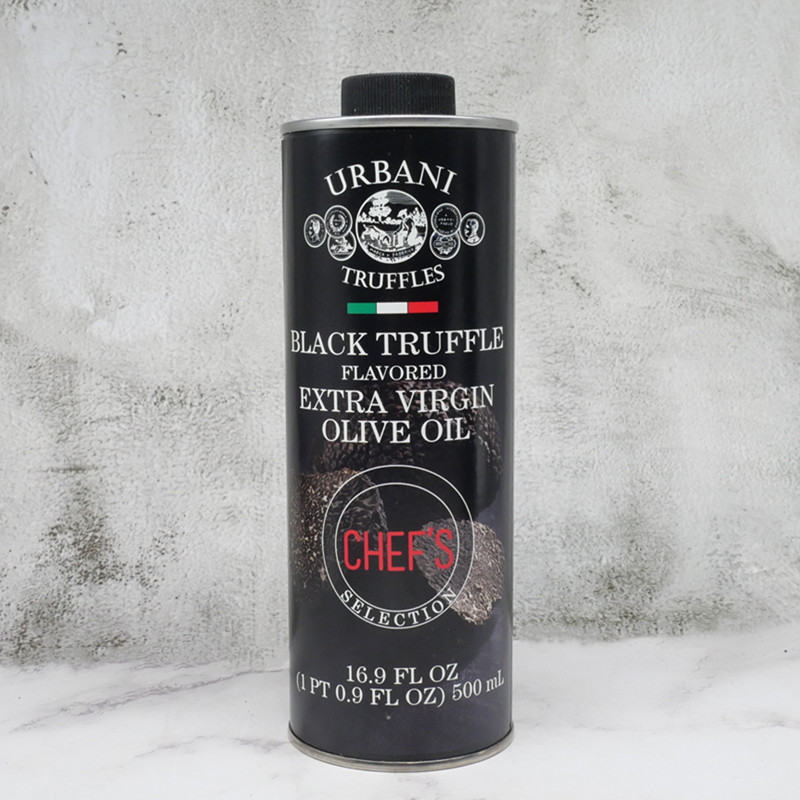 URBANI
TRUFFLES
BLACK TRUFFLE
FLAVORED
EXTRA VIRGIN
OLIVE OIL
CHEF'S
SELECTION
16.9 FL OZ
(1 PT 0.9 FL OZ) 500 mL